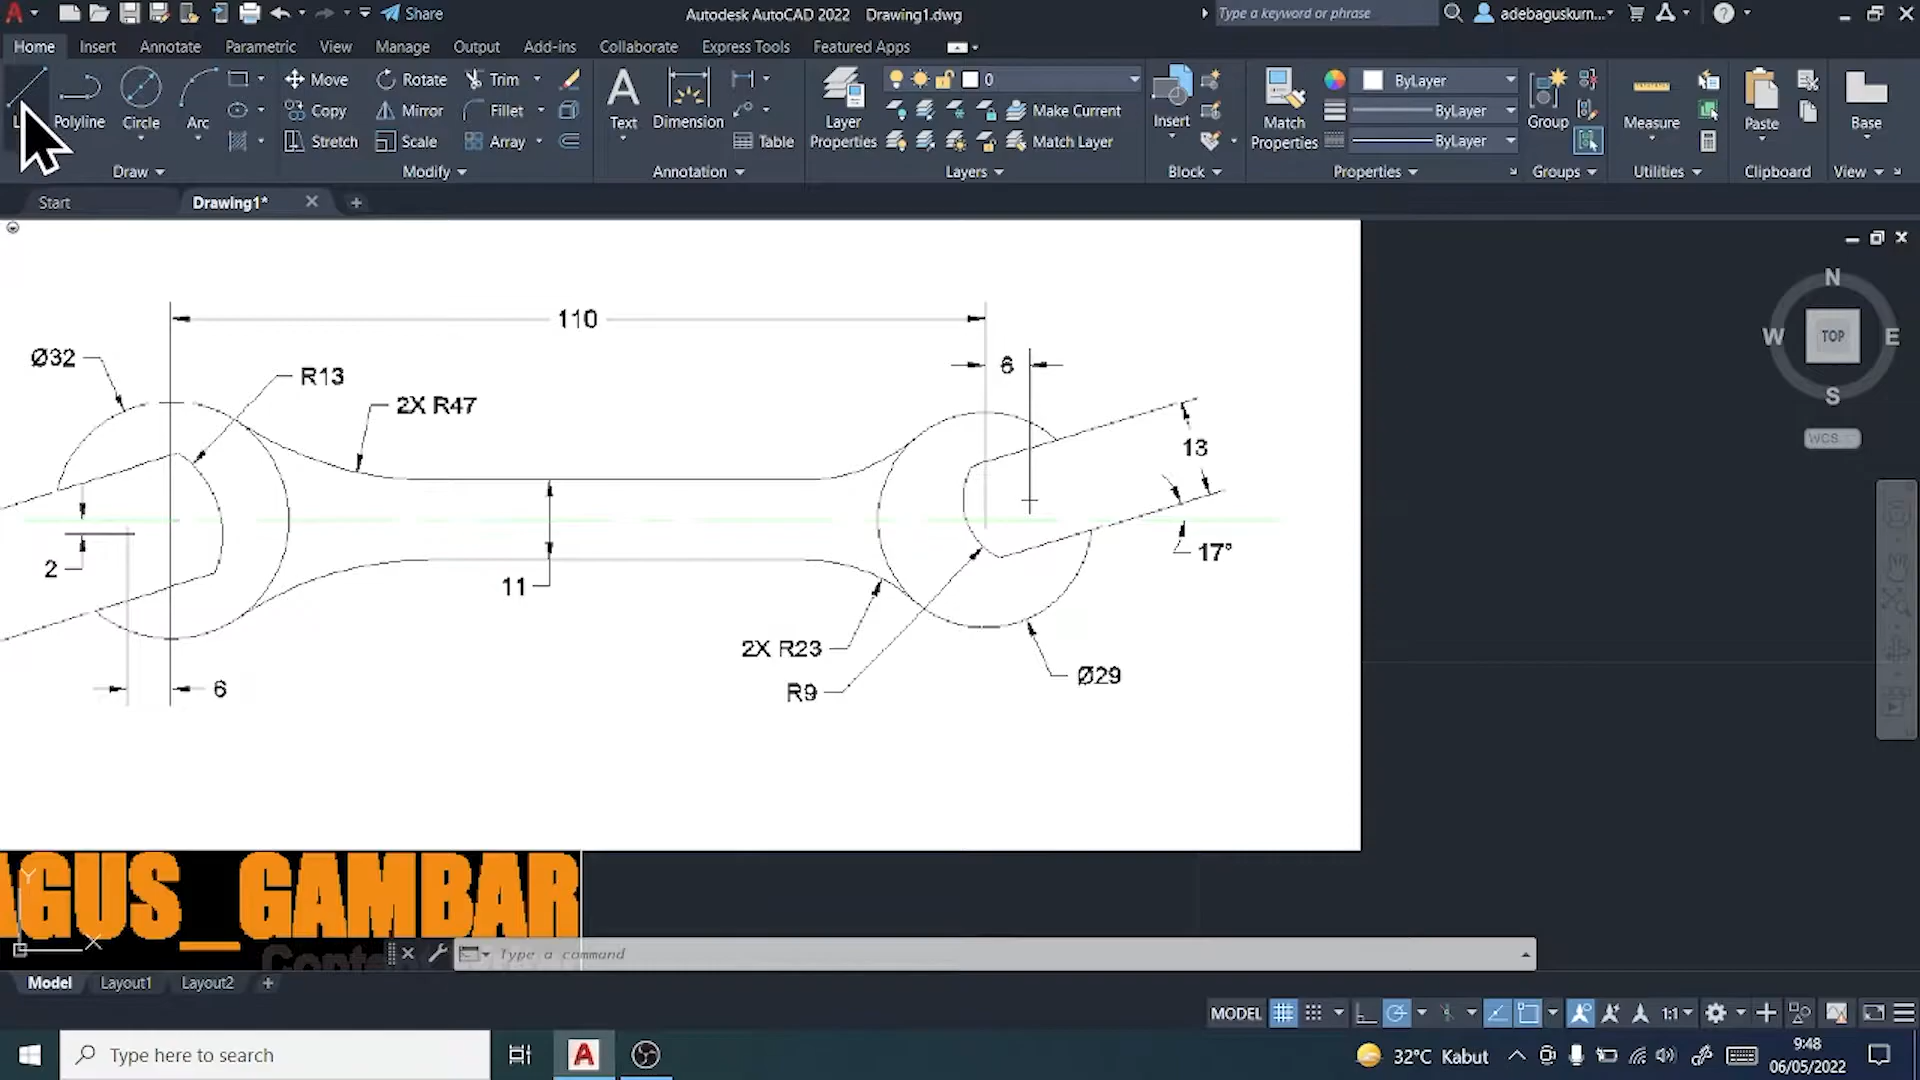 Share
Autodesk AutoCAD 2022 Drawing1.dwg
Type a keyword or phrase
adebaguskurn...
Home Insert Annotate Parametric View Manage Output Add-ins Collaborate Express Tools Featured Apps
Polyline Circle Arc
Move Rotate Trim
Copy Mirror Fillet
Stretch Scale Array
Text Dimension Table
Layer Properties
0
Make Current
Match Layer
Insert
Match Properties
ByLayer
ByLayer
ByLayer
Group Measure Paste Base
Draw Modify Annotation Layers Block Properties Groups Utilities Clipboard View
Start Drawing1*
N
W TOP E
S
WCS
110
6
Ø32
R13
2X R47
13
17°
2
11
2X R23
R9
Ø29
6
AGUS_GAMBAR
Y
X
Type a command
Model Layout1 Layout2
MODEL 1:1
Type here to search
32°C Kabut
9:48
06/05/2022